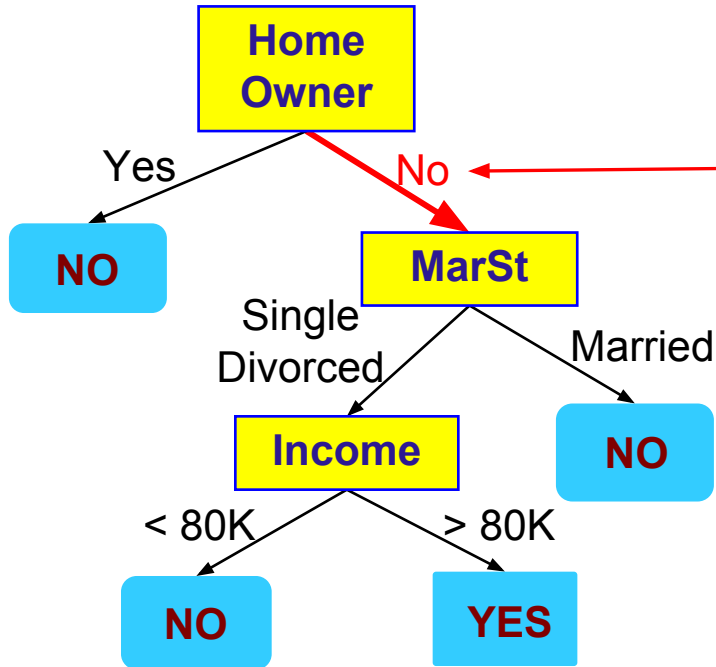 Home
Owner
Yes
No
NO
MarSt
Single
Divorced
Married
Income
NO
< 80K
> 80K
NO
YES